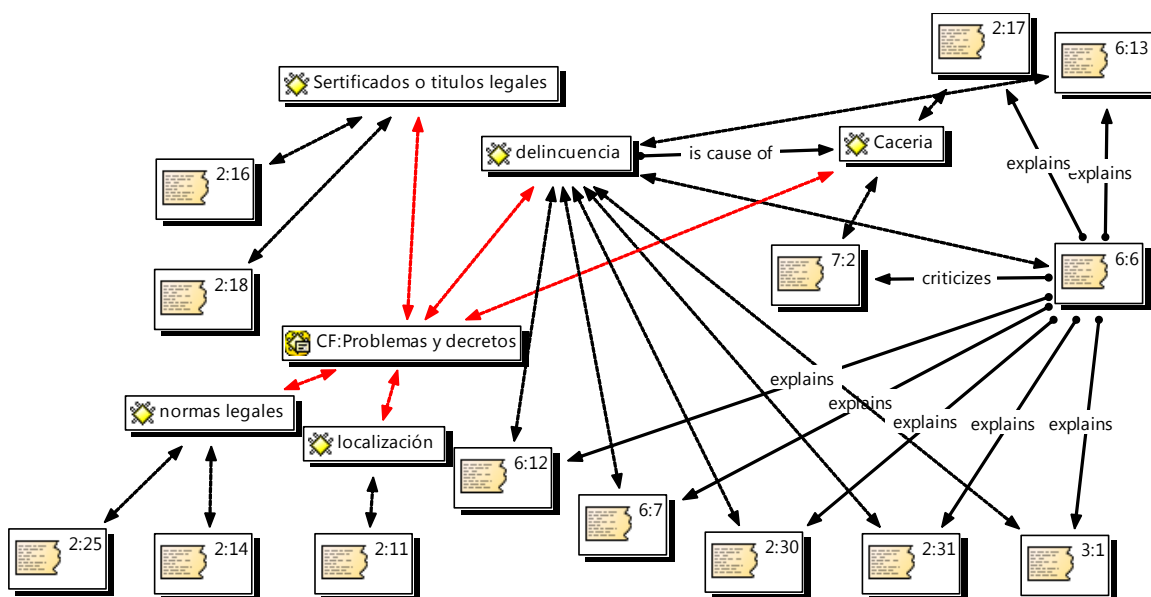 2:17
6:13
Sertificados o titulos legales
delincuencia
is cause of
Caceria
2:16
explains
explains
2:18
7:2
criticizes
6:6
CF:Problemas y decretos
explains
normas legales
explains
explains
explains
explains
localización
6:12
6:7
2:25
2:14
2:11
2:30
2:31
3:1